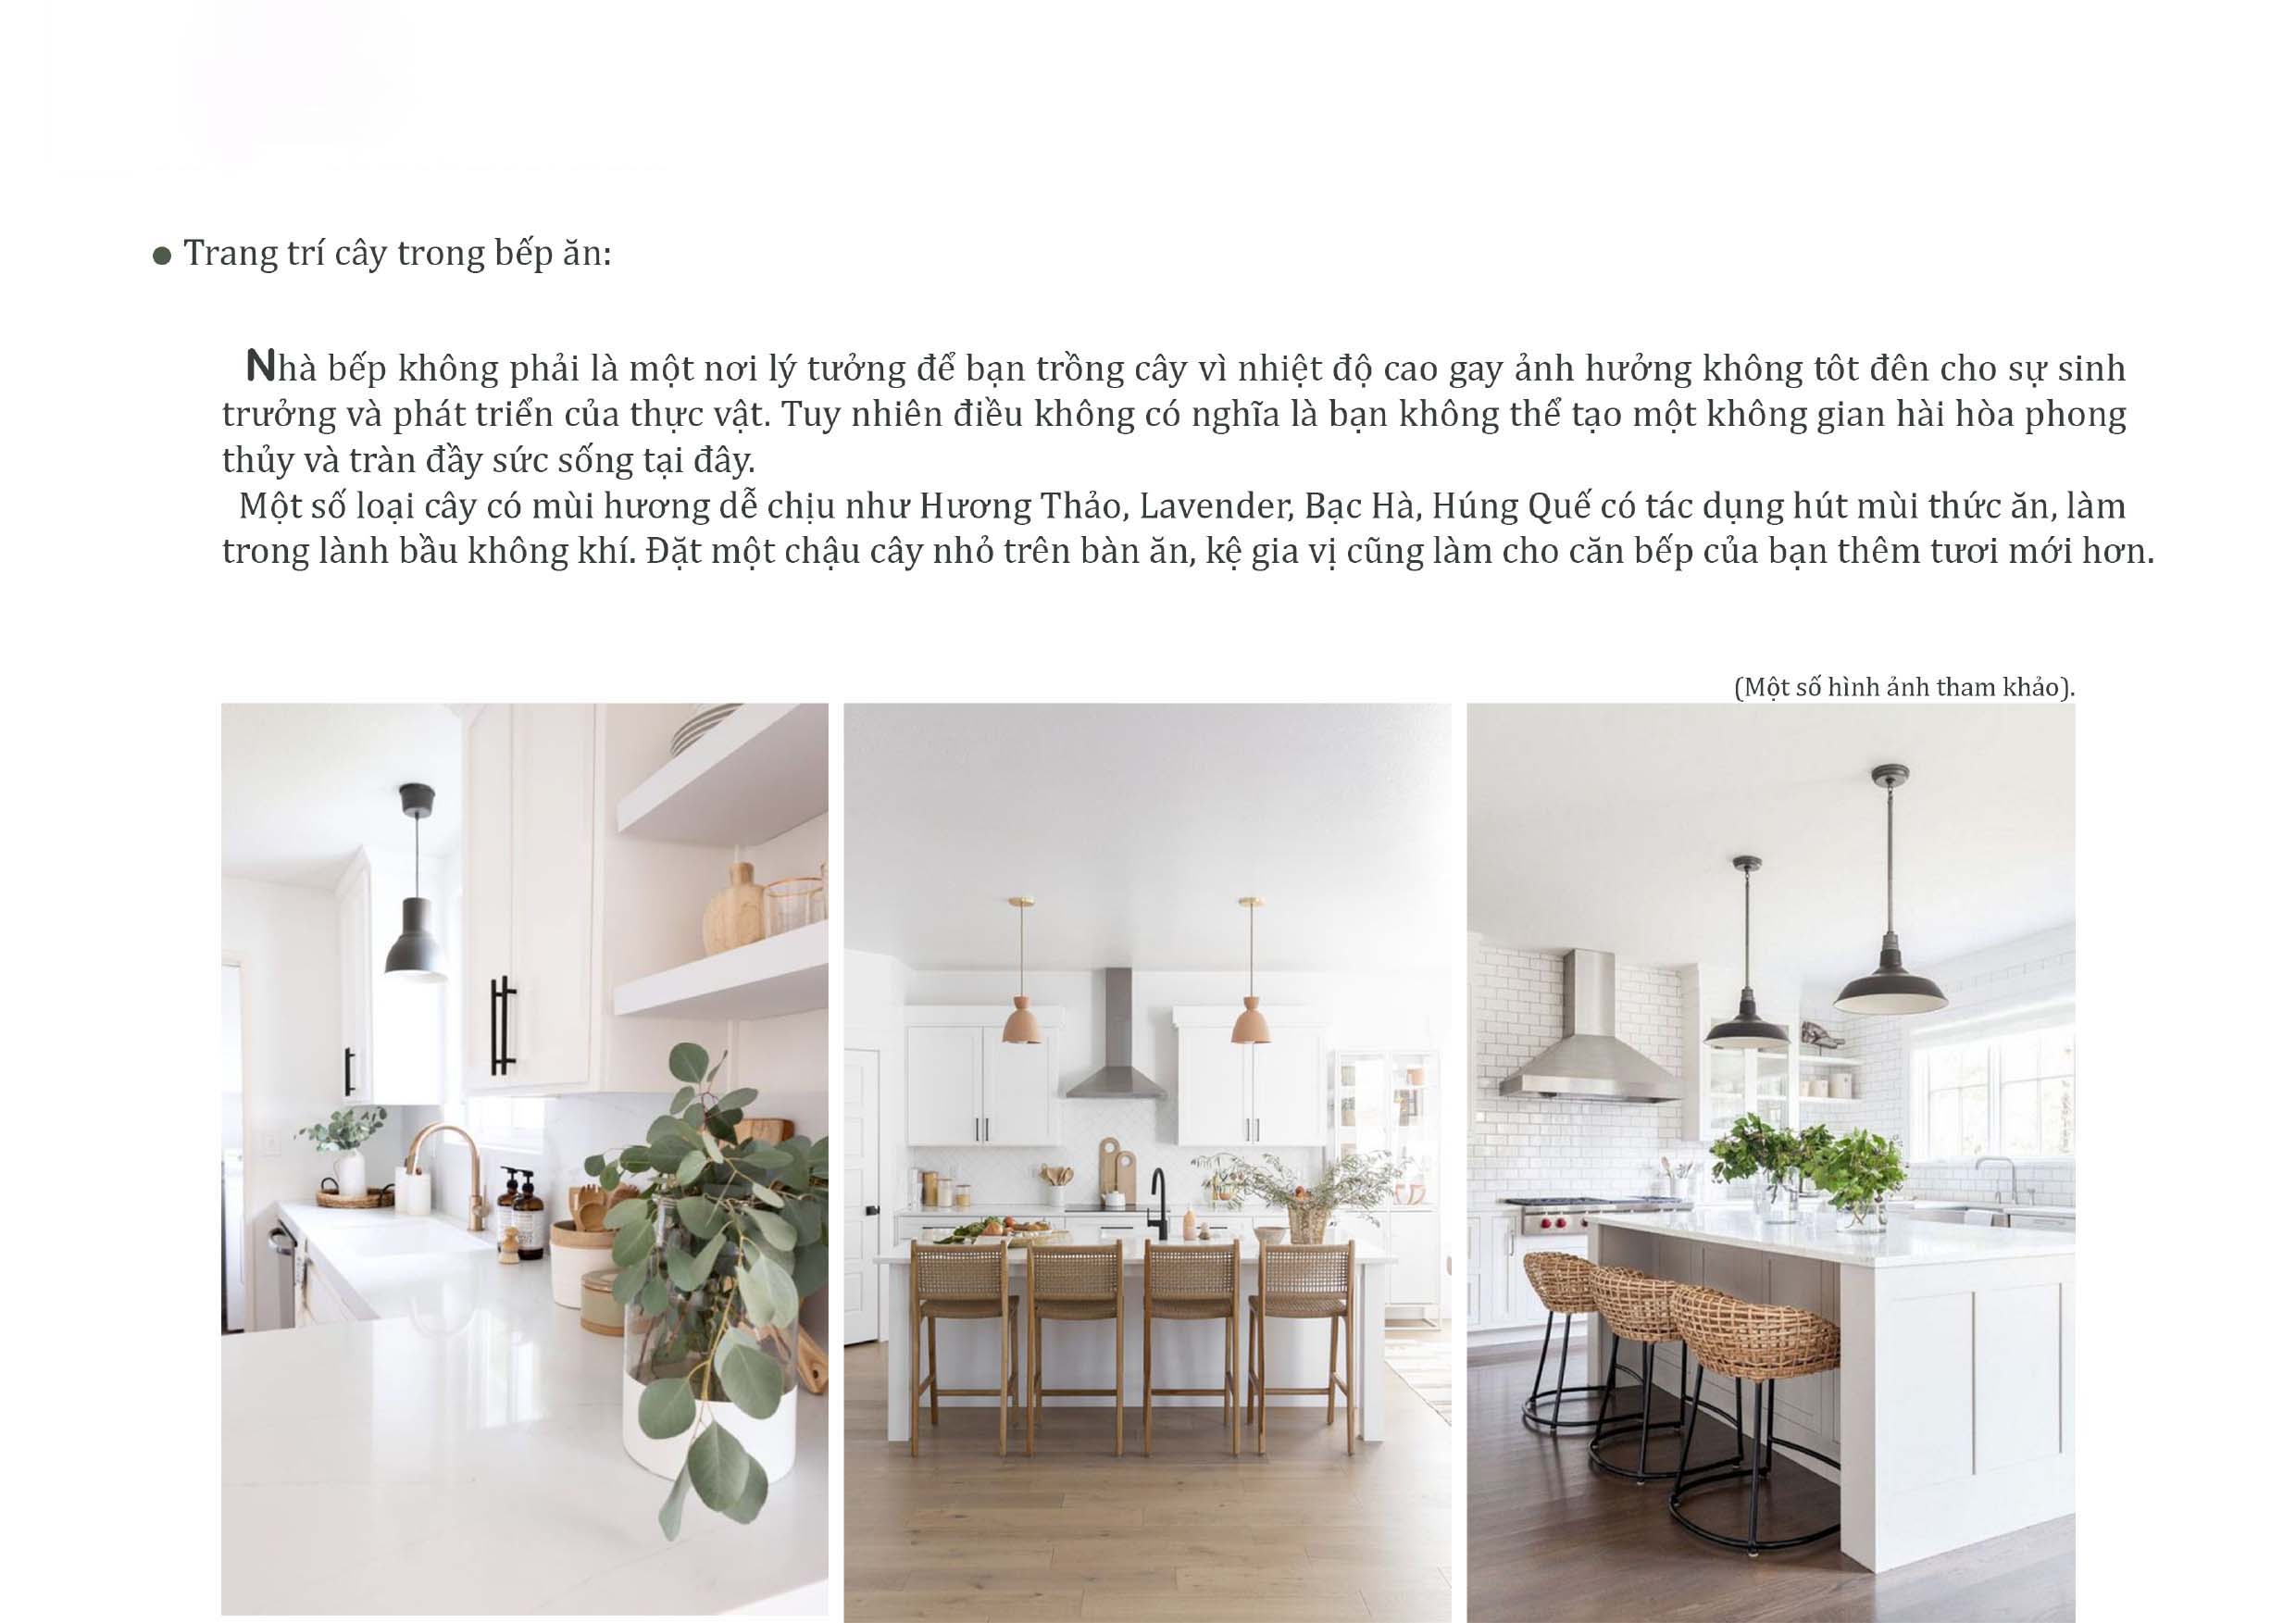 ● Trang trí cây trong bếp ăn:
Nhà bếp không phải là một nơi lý tưởng để bạn trồng cây vì nhiệt độ cao gay ảnh hưởng không tôt đên cho sự sinh
trưởng và phát triển của thực vật. Tuy nhiên điều không có nghĩa là bạn không thể tạo một không gian hài hòa phong
thủy và tràn đầy sức sống tại đây.
Một số loại cây có mùi hương dễ chịu như Hương Thảo, Lavender, Bạc Hà, Húng Quế có tác dụng hút mùi thức ăn, làm
trong lành bầu không khí. Đặt một chậu cây nhỏ trên bàn ăn, kệ gia vị cũng làm cho căn bếp của bạn thêm tươi mới hơn.
(Một số hình ảnh tham khảo).